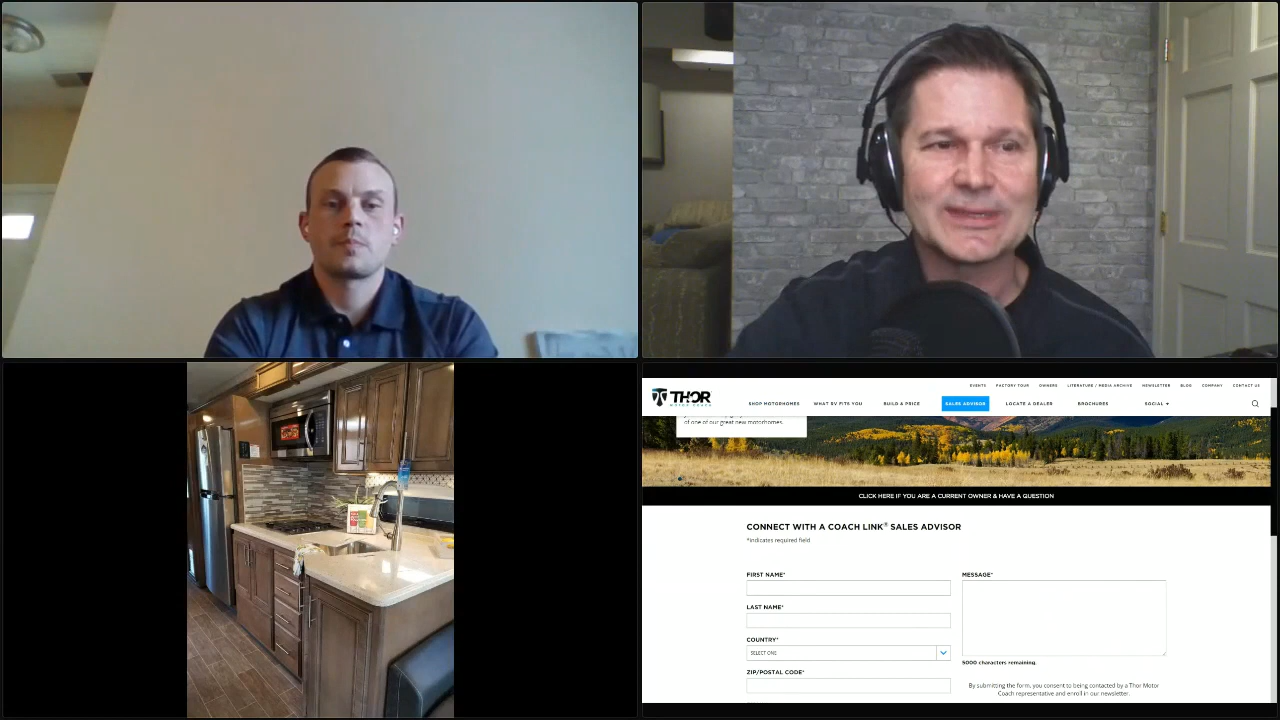 EVENTS FACTORY TOUR OWNERS LITERATURE / MEDIA ARCHIVE NEWSLETTER BLOG COMPANY CONTACT US
THOR
MOTOR COACH
SHOP MOTORHOMES WHAT RV FITS YOU BUILD & PRICE SALES ADVISOR LOCATE A DEALER BROCHURES SOCIAL
of one of our great new motorhomes.
CLICK HERE IF YOU ARE A CURRENT OWNER & HAVE A QUESTION
CONNECT WITH A COACH LINK® SALES ADVISOR
*Indicates required field
FIRST NAME*
LAST NAME*
COUNTRY*
SELECT ONE
ZIP/POSTAL CODE*
MESSAGE*
5000 characters remaining.
By submitting the form, you consent to being contacted by a Thor Motor
Coach representative and enroll in our newsletter.